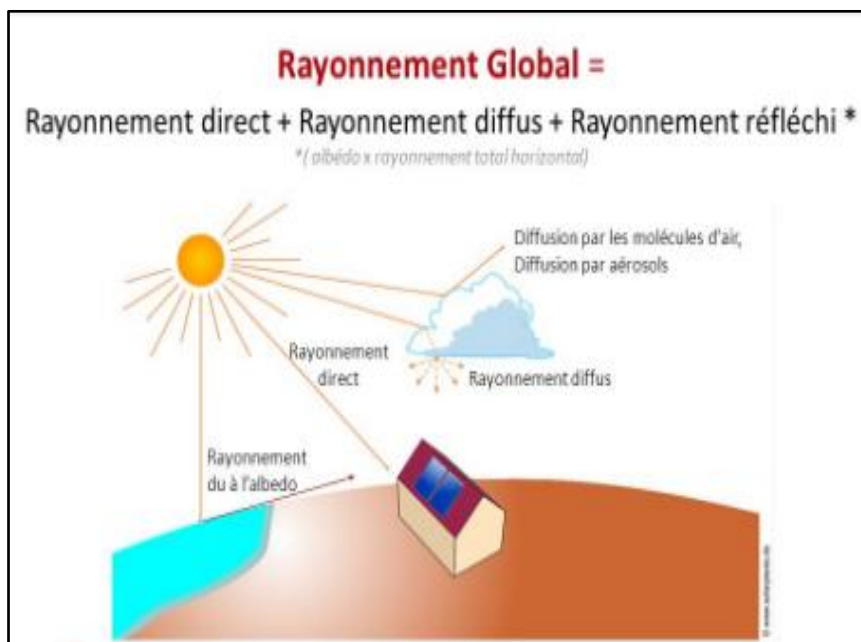 Rayonnement Global =
Rayonnement direct + Rayonnement diffus + Rayonnement réfléchi *
*( albédo x rayonnement total horizontal)
Diffusion par les molécules d'air,
Diffusion par aérosols
Rayonnement
direct
Rayonnement diffus
Rayonnement
du à l'albedo